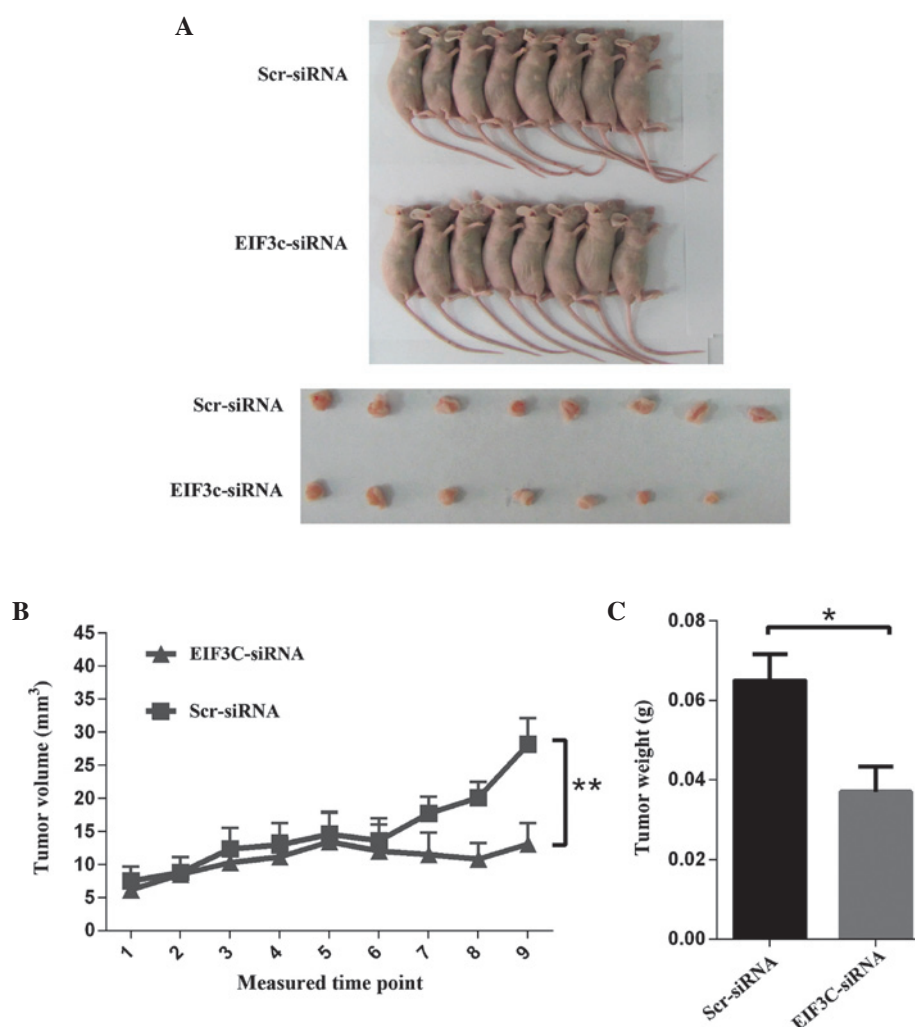 A
Scr-siRNA
EIF3c-siRNA
Scr-siRNA
EIF3c-siRNA
B
Tumor volume (mm³)
45
40
35
30
25
20
15
10
5
0
EIF3C-siRNA
Scr-siRNA
**
1 2 3 4 5 6 7 8 9
Measured time point
C
Tumor weight (g)
0.08
0.06
0.04
0.02
0.00
*
Scr-siRNA
EIF3C-siRNA